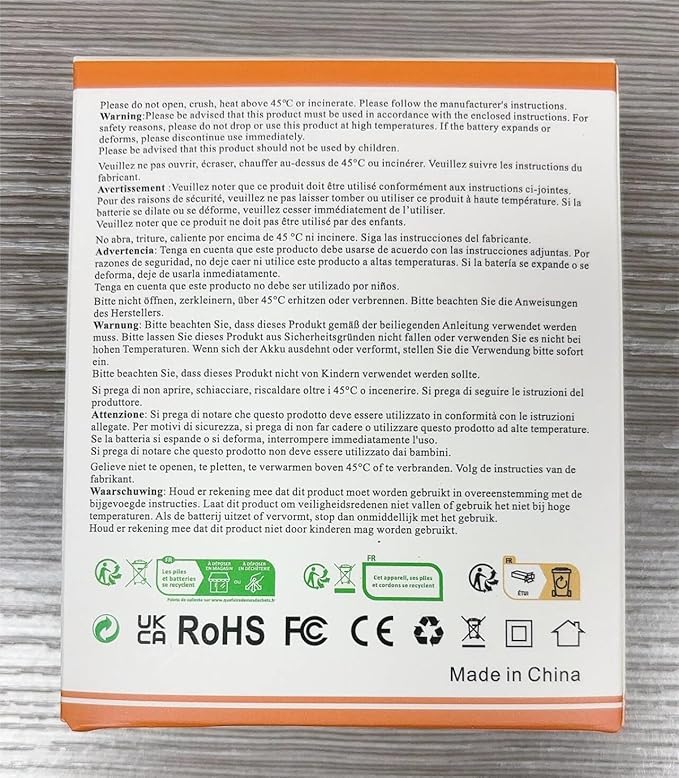 Please do not open, crush, heat above 45°C or incinerate. Please follow the manufacturer's instructions.
Warning:Please be advised that this product must be used in accordance with the enclosed instructions. For
safety reasons, please do not drop or use this product at high temperatures. If the battery expands or
deforms, please discontinue use immediately.
Please be advised that this product should not be used by children.
Veuillez ne pas ouvrir, écraser, chauffer au-dessus de 45°C ou incinérer. Veuillez suivre les instructions du
fabricant.
Avertissement :Veuillez noter que ce produit doit être utilisé conformément aux instructions ci-jointes.
Pour des raisons de sécurité, veuillez ne pas laisser tomber ou utiliser ce produit à haute température. Si la
batterie se dilate ou se déforme, veuillez cesser immédiatement de l'utiliser.
Veuillez noter que ce produit ne doit pas être utilisé par des enfants.
No abra, triture, caliente por encima de 45 °C ni incinere. Siga las instrucciones del fabricante.
Advertencia: Tenga en cuenta que este producto debe usarse de acuerdo con las instrucciones adjuntas. Por
razones de seguridad, no deje caer ni utilice este producto a altas temperaturas. Si la batería se expande o se
deforma, deje de usarla inmediatamente.
Tenga en cuenta que este producto no debe ser utilizado por niños.
Bitte nicht öffnen, zerkleinern, über 45°C erhitzen oder verbrennen. Bitte beachten Sie die Anweisungen
des Herstellers.
Warnung: Bitte beachten Sie, dass dieses Produkt gemäß der beiliegenden Anleitung verwendet werden
muss. Bitte lassen Sie dieses Produkt aus Sicherheitsgründen nicht fallen oder verwenden Sie es nicht bei
hohen Temperaturen. Wenn sich der Akku ausdehnt oder verformt, stellen Sie die Verwendung bitte sofort
ein.
Bitte beachten Sie, dass dieses Produkt nicht von Kindern verwendet werden sollte.
Si prega di non aprire, schiacciare, riscaldare oltre i 45°C o incenerire. Si prega di seguire le istruzioni del
produttore.
Attenzione: Si prega di notare che questo prodotto deve essere utilizzato in conformità con le istruzioni
allegate. Per motivi di sicurezza, si prega di non far cadere o utilizzare questo prodotto ad alte temperature.
Se la batteria si espande o si deforma, interrompere immediatamente l'uso.
Si prega di notare che questo prodotto non deve essere utilizzato dai bambini.
Gelieve niet te openen, te pletten, te verwarmen boven 45°C of te verbranden. Volg de instructies van de
fabrikant.
Waarschuwing: Houd er rekening mee dat dit product moet worden gebruikt in overeenstemming met de
bijgevoegde instructies. Laat dit product om veiligheidsredenen niet vallen of gebruik het niet bij hoge
temperaturen. Als de batterij uitzet of vervormt, stop dan onmiddellijk met het gebruik.
Houd er rekening mee dat dit product niet door kinderen mag worden gebruikt.
FR
Les piles
et batteries
se recyclent
À DÉPOSER
EN MAGASIN
OU
À DÉPOSER
EN DÉCHÈTERIE
Points de collecte sur www.quefairedemesdechets.fr
FR
Cet appareil, ses piles
et cordons se recyclent
FR
ÉTUI
UK
CA RoHS FC CE
Made in China